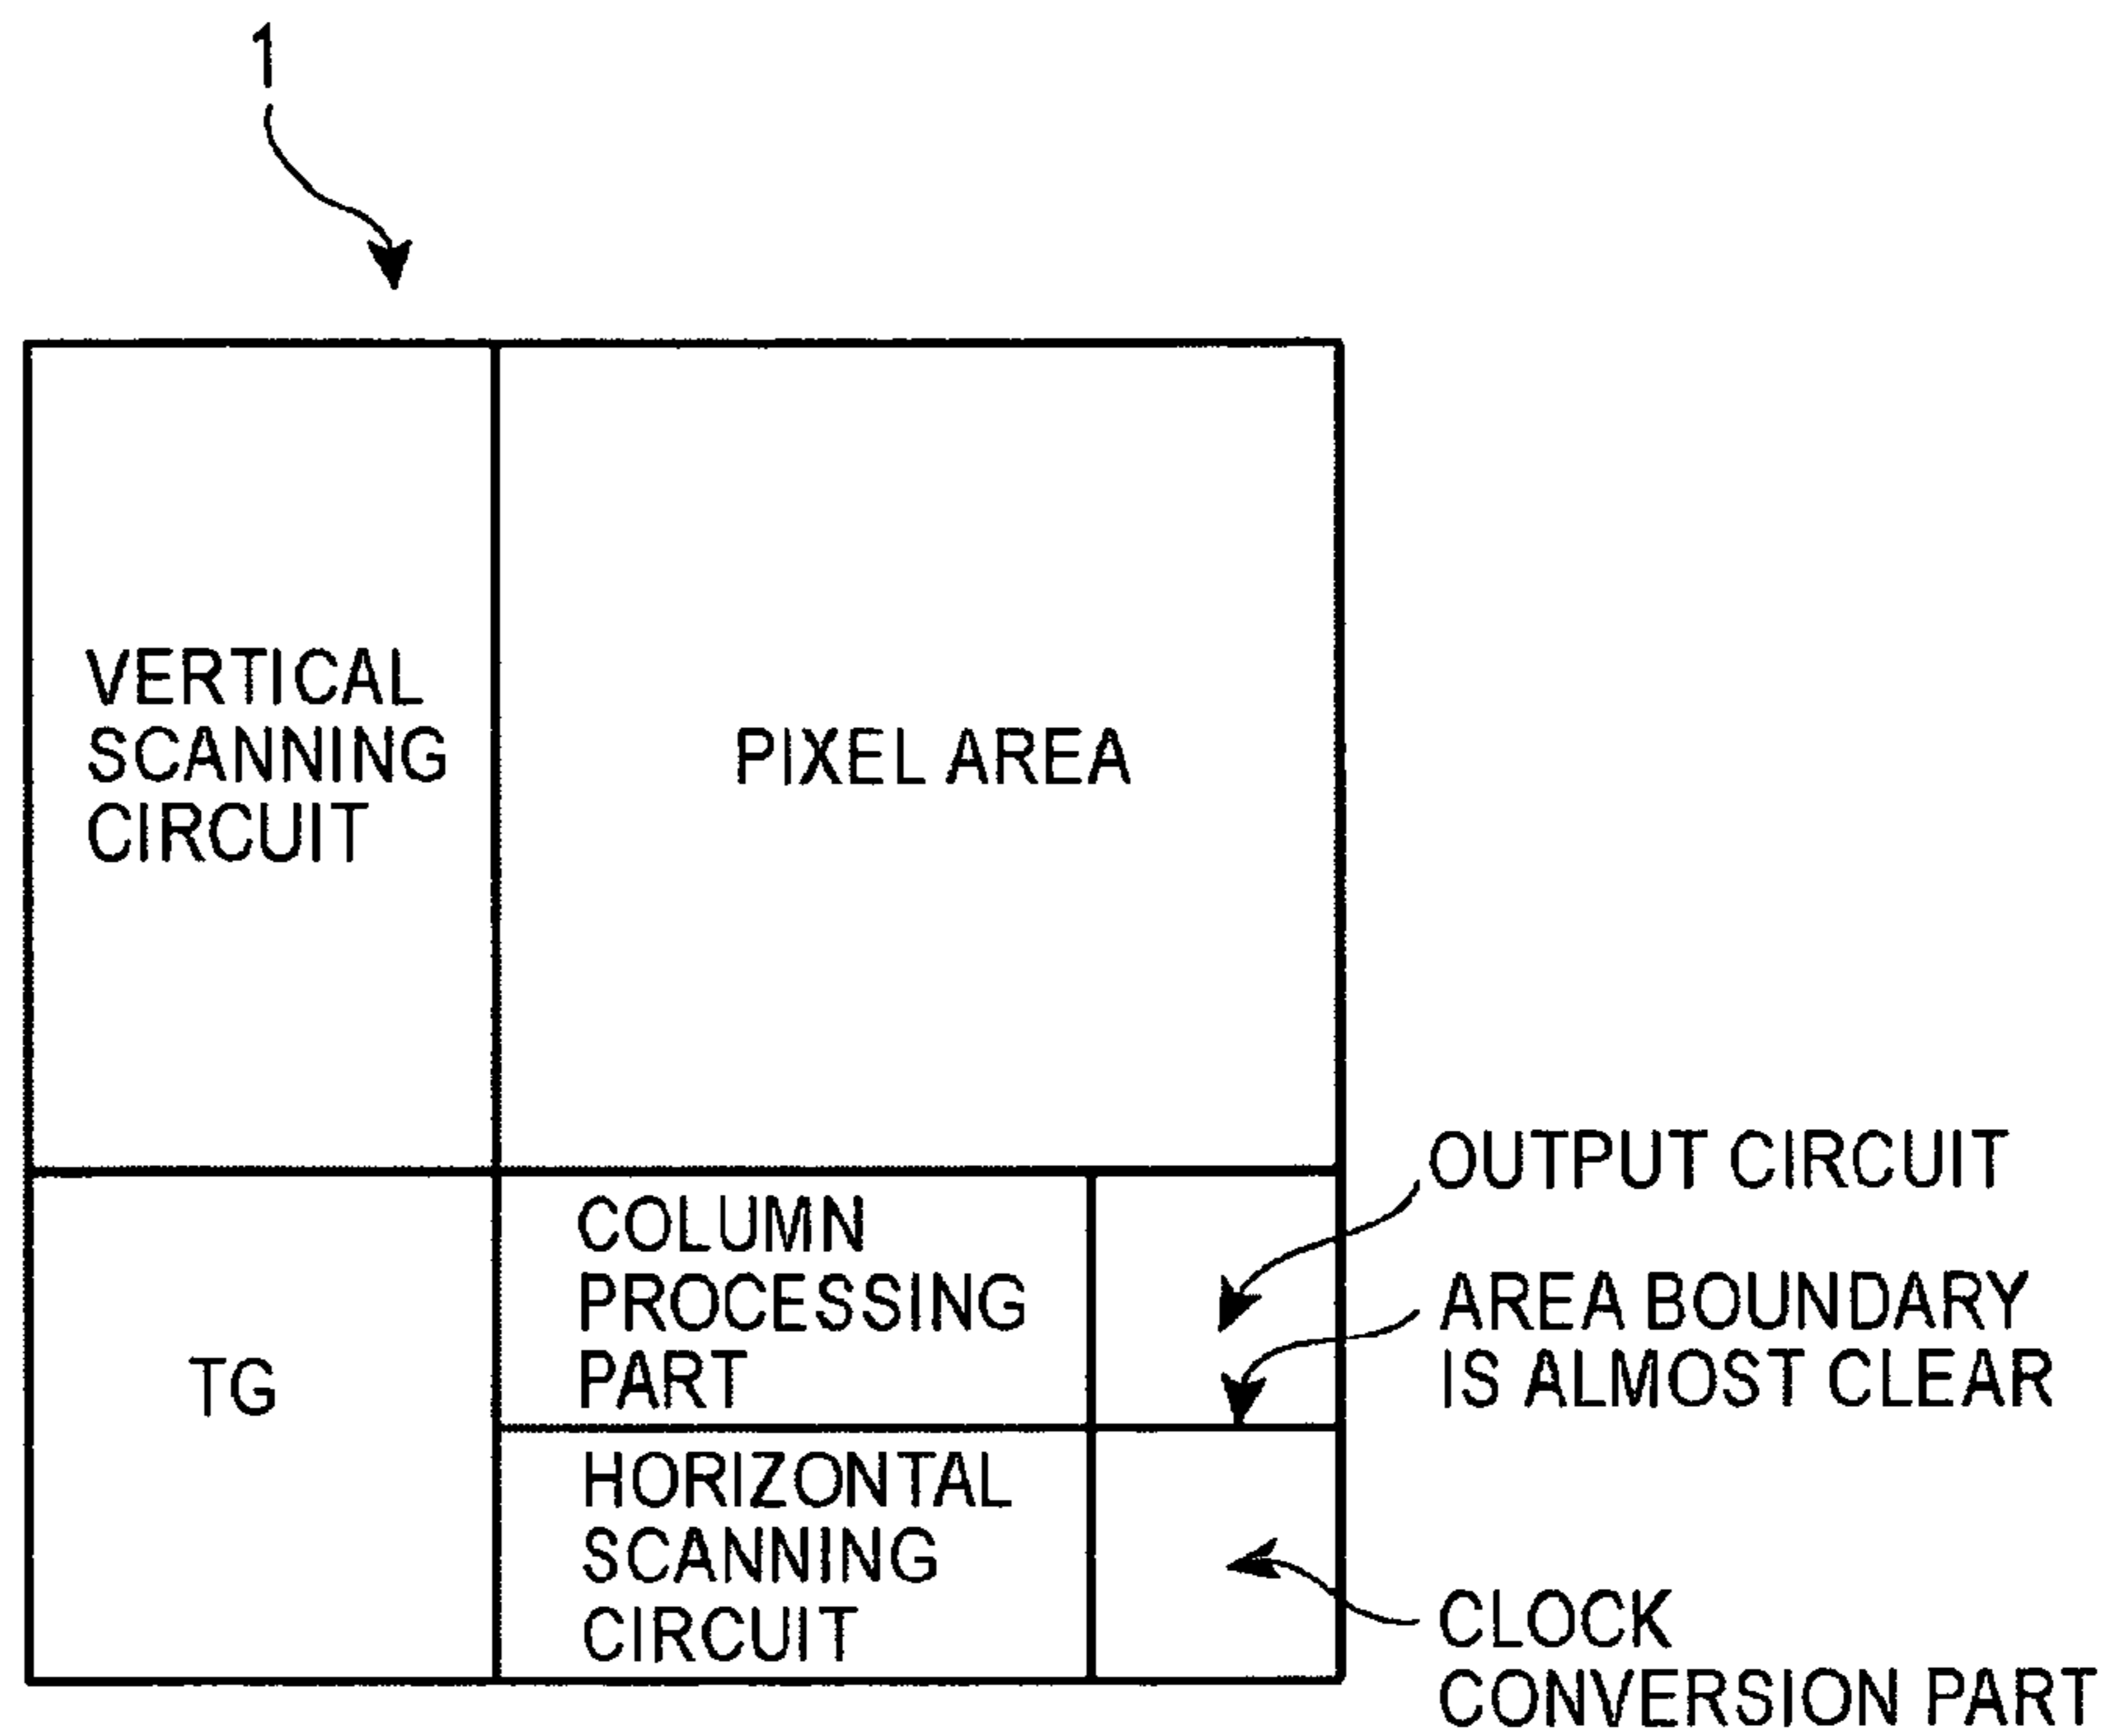 1
VERTICAL
SCANNING
CIRCUIT
PIXEL AREA
OUTPUT CIRCUIT
COLUMN
PROCESSING
PART
AREA BOUNDARY
IS ALMOST CLEAR
TG
HORIZONTAL
SCANNING
CIRCUIT
CLOCK
CONVERSION PART